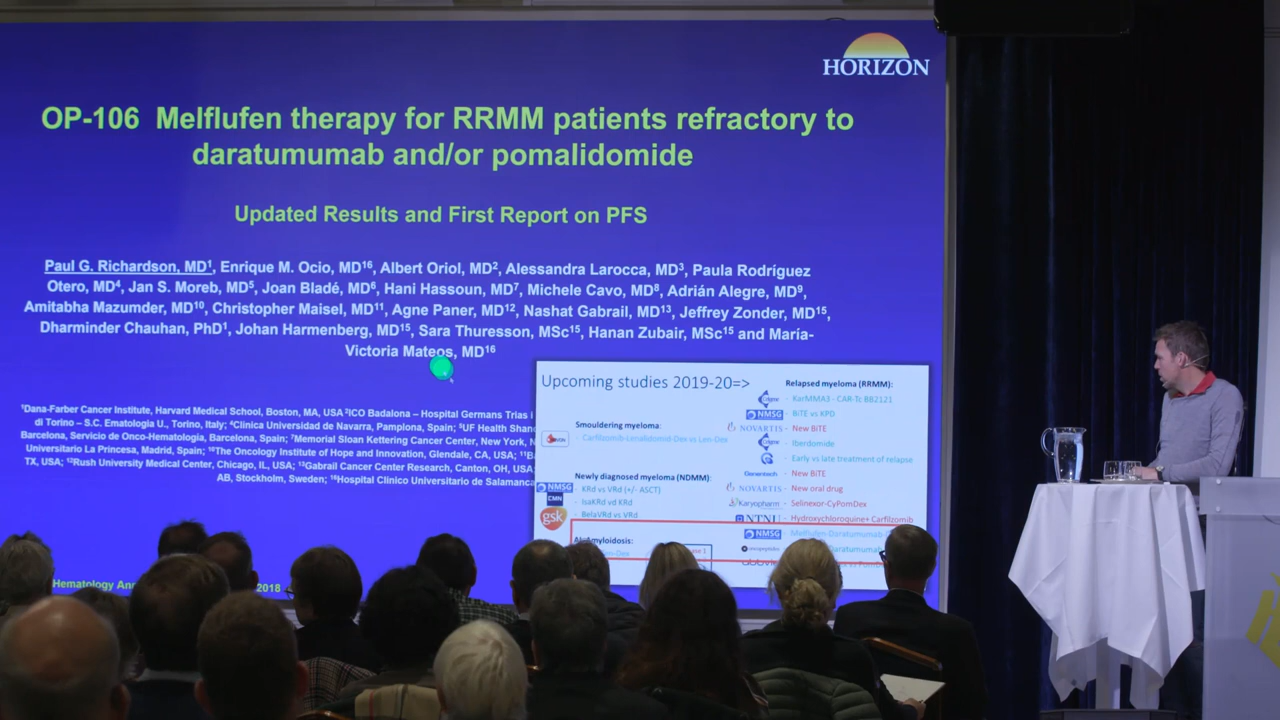 HORIZON
OP-106 Melflufen therapy for RRMM patients refractory to
daratumumab and/or pomalidomide
Updated Results and First Report on PFS
Paul G. Richardson, MD1, Enrique M. Ocio, MD16, Albert Oriol, MD2, Alessandra Larocca, MD3, Paula Rodríguez
Otero, MD4, Jan S. Moreb, MD5, Joan Bladé, MD6, Hani Hassoun, MD7, Michele Cavo, MD8, Adrián Alegre, MD9,
Amitabha Mazumder, MD10, Christopher Maisel, MD11, Agne Paner, MD12, Nashat Gabrail, MD13, Jeffrey Zonder, MD15,
Dharminder Chauhan, PhD1, Johan Harmenberg, MD15, Sara Thuresson, MSc15, Hanan Zubair, MSc15 and María-
Victoria Mateos, MD16
1Dana-Farber Cancer Institute, Harvard Medical School, Boston, MA, USA 2ICO Badalona – Hospital Germans Trias i
di Torino – S.C. Ematologia U., Torino, Italy; 4Clínica Universidad de Navarra, Pamplona, Spain; 5UF Health Shan
Barcelona, Servicio de Onco-Hematología, Barcelona, Spain; 7Memorial Sloan Kettering Cancer Center, New York, N
Universitario La Princesa, Madrid, Spain; 10The Oncology Institute of Hope and Innovation, Glendale, CA, USA; 11B
TX, USA; 12Rush University Medical Center, Chicago, IL, USA; 13Gabrail Cancer Center Research, Canton, OH, USA
AB, Stockholm, Sweden; 16Hospital Clinico Universitario de Salamanca
Hematology Ann
2018 -
Upcoming studies 2019-20=>
Smouldering myeloma:
- Carfilzomib-Lenalidomid-Dex vs Len-Dex
Newly diagnosed myeloma (NDMM):
NMSG - KRd vs VRd (+/- ASCT)
EMN - IsaKRd vd KRd
gsk - BelaVRd vs VRd
Amyloidosis:
Relapsed myeloma (RRMM):
Celgene - KarMMA3 - CAR-Tc BB2121
NMSG - BiTE vs KPD
NOVARTIS - New BiTE
Celgene - Iberdomide
- Early vs late treatment of relapse
Genentech - New BiTE
NOVARTIS - New oral drug
Karyopharm - Selinexor-CyPomDex
NTNU - Hydroxychloroquine+ Carfilzomib
NMSG - Melflufen-Daratumumab-
oncopeptides Daratumumab
abbvie